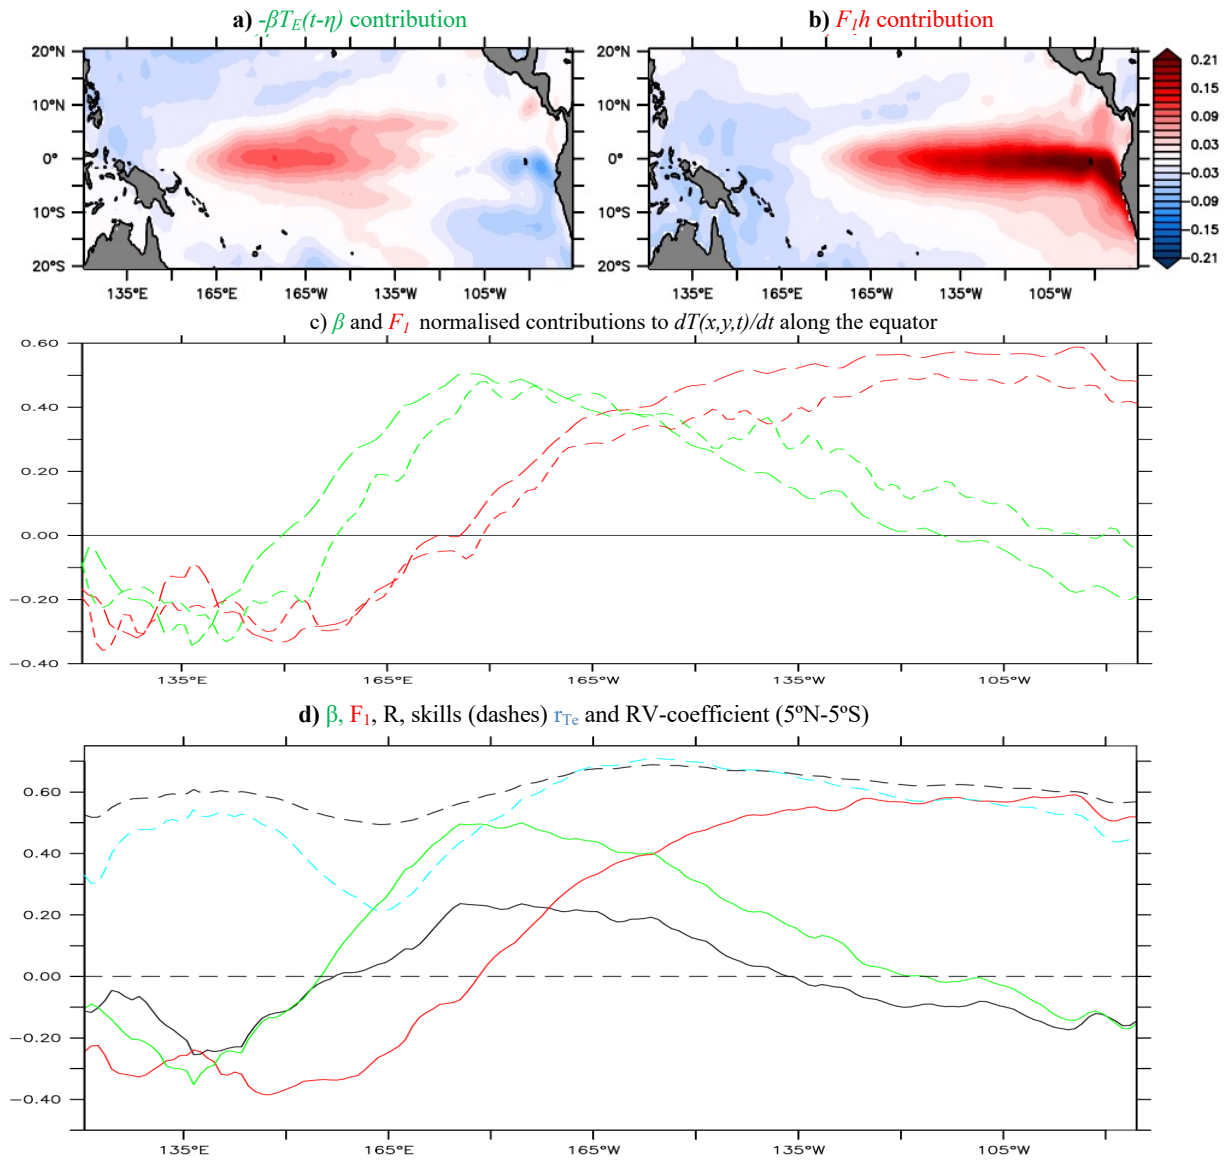 a) -βT_E(t-η) contribution
b) F_1h contribution
20°N
10°N
0°
10°S
20°S
135°E 165°E 165°W 135°W 105°W
20°N
10°N
0°
10°S
20°S
135°E 165°E 165°W 135°W 105°W
0.21
0.15
0.09
0.03
-0.03
-0.09
-0.15
-0.21
c) β and F_1 normalised contributions to dT(x,y,t)/dt along the equator
0.60
0.40
0.20
0.00
-0.20
-0.40
135°E 165°E 165°W 135°W 105°W
d) β, F_1, R, skills (dashes) r_Te and RV-coefficient (5°N-5°S)
0.60
0.40
0.20
0.00
-0.20
-0.40
135°E 165°E 165°W 135°W 105°W